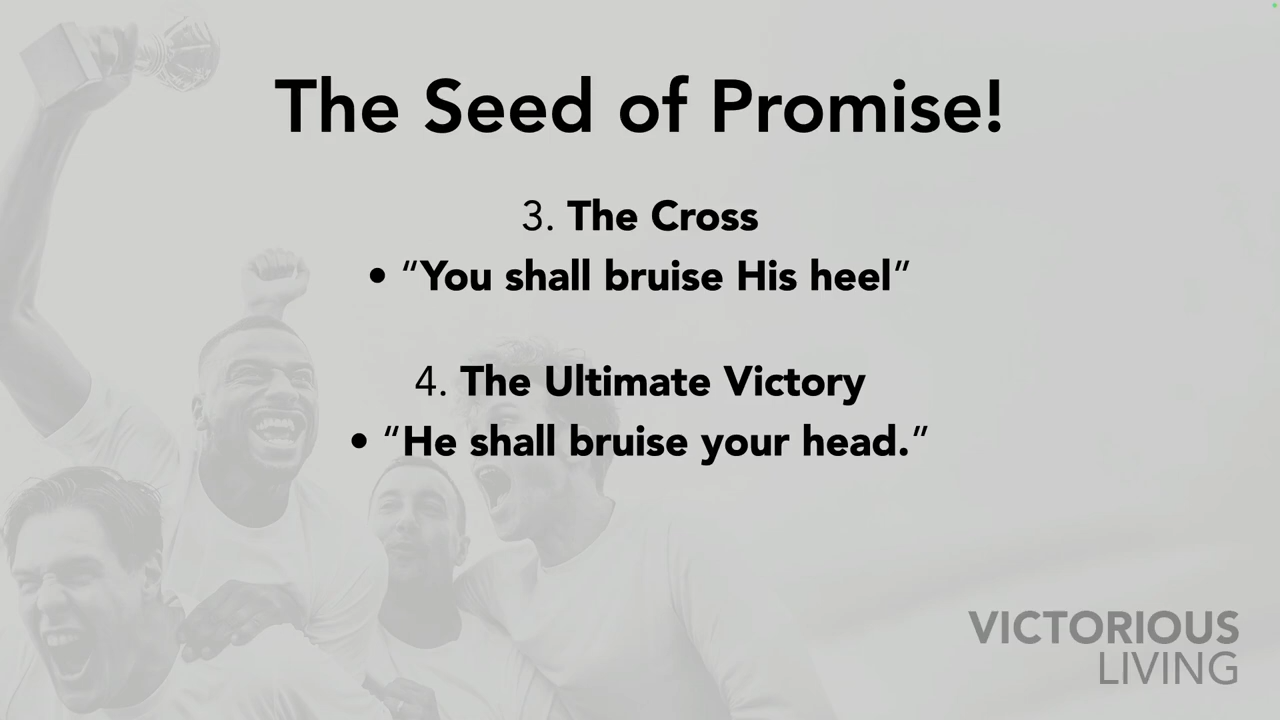 The Seed of Promise!
3. The Cross
• "You shall bruise His heel"
4. The Ultimate Victory
• "He shall bruise your head."
VICTORIOUS
LIVING